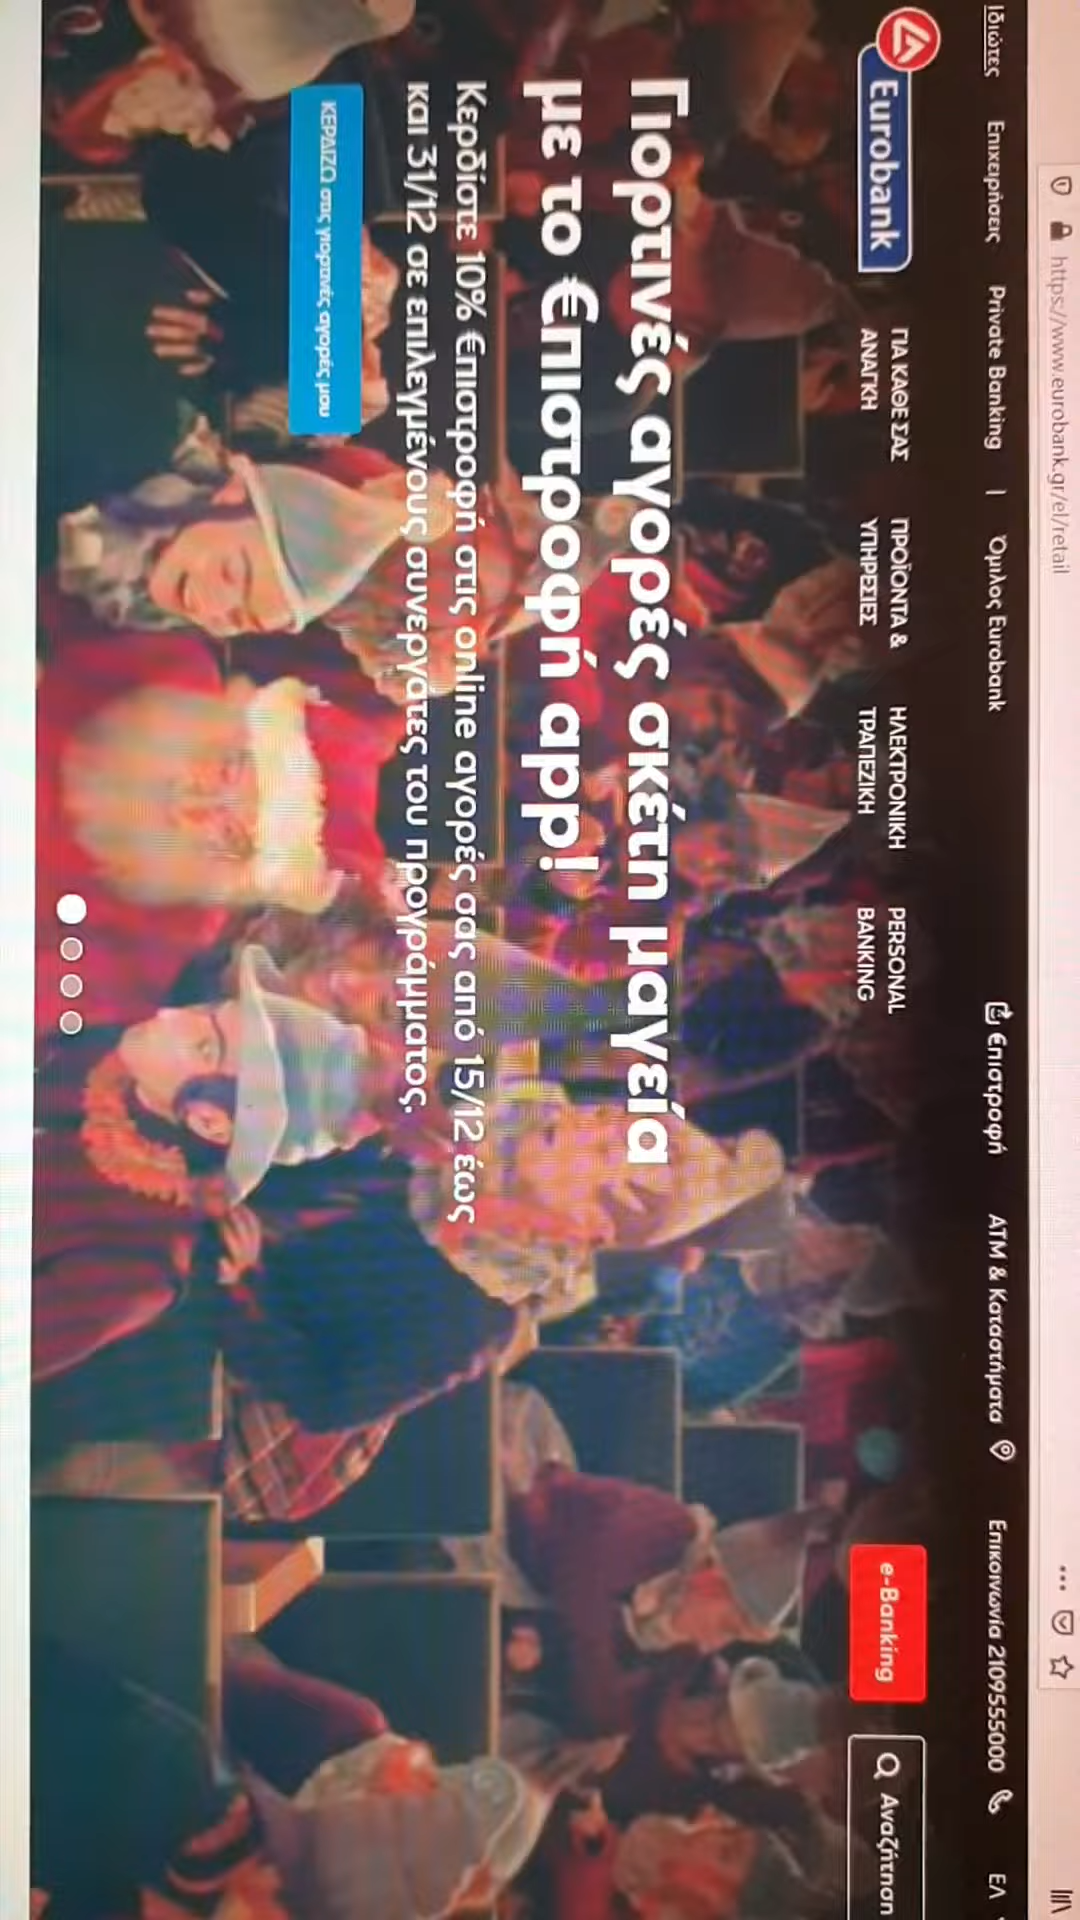 https://www.eurobank.gr/el/retail
Ιδιώτες Επιχειρήσεις Private Banking | Όμιλος Eurobank €πιστροφή ATM & Καταστήματα Επικοινωνία 2109555000 ΕΛ
Eurobank
ΓΙΑ ΚΑΘΕ ΣΑΣ
ΑΝΑΓΚΗ
ΠΡΟΪΟΝΤΑ &
ΥΠΗΡΕΣΙΕΣ
ΗΛΕΚΤΡΟΝΙΚΗ
ΤΡΑΠΕΖΙΚΗ
PERSONAL
BANKING
e-Banking
Αναζήτηση
Γιορτινές αγορές σκέτη μαγεία
με το €πιστροφή app!
Κερδίστε 10% €πιστροφή στις online αγορές σας από 15/12 έως
και 31/12 σε επιλεγμένους συνεργάτες του προγράμματος.
ΚΕΡΔΙΖΩ στις γιορτινές αγορές μου